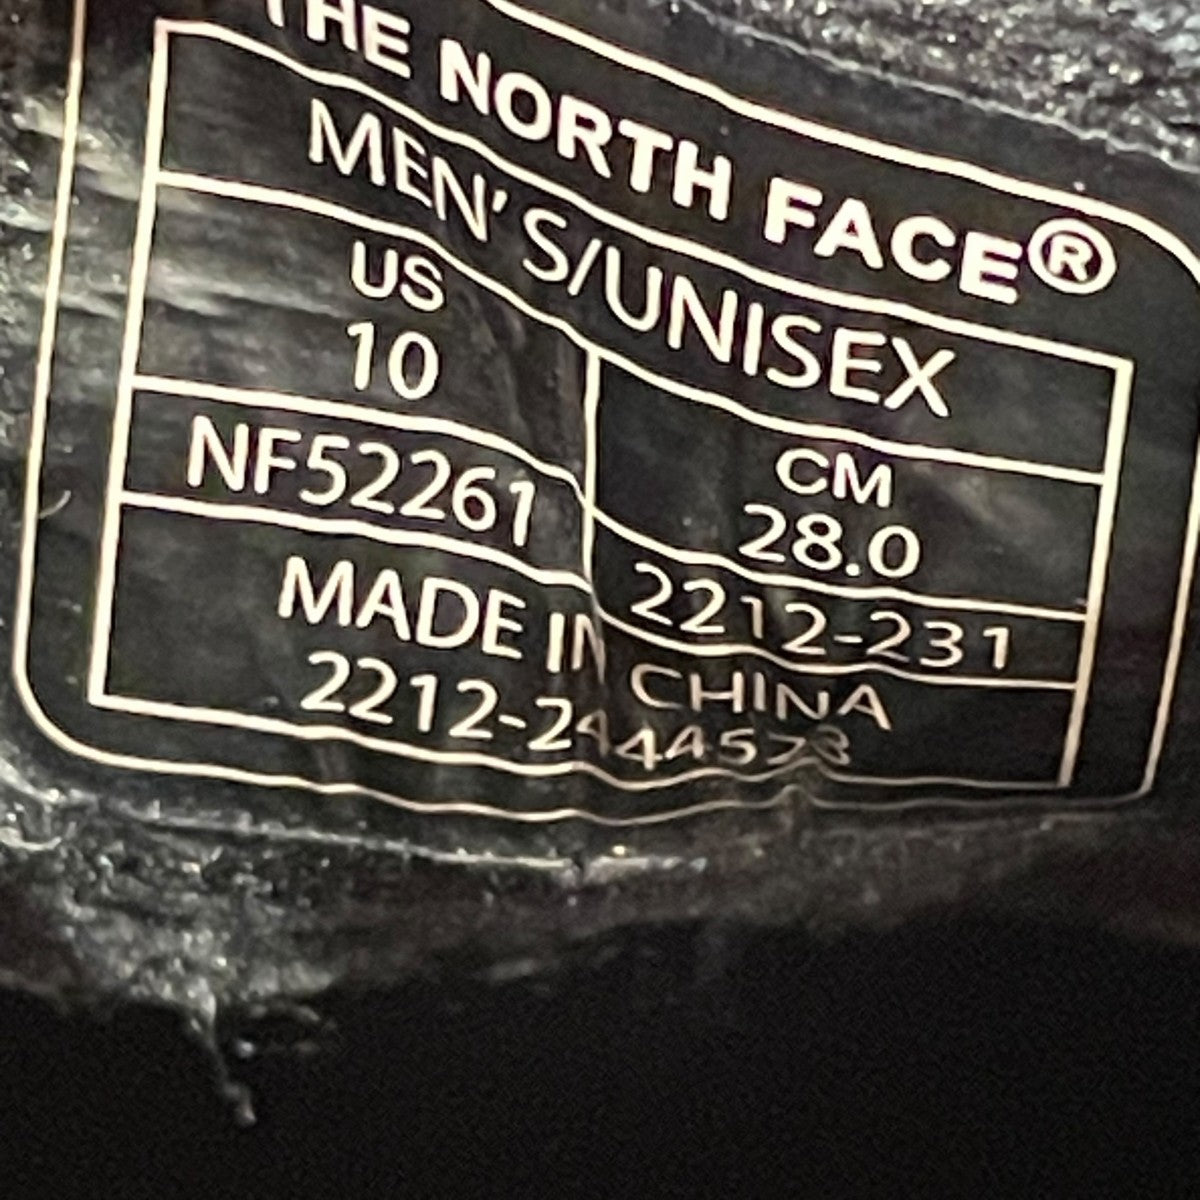 THE NORTH FACE®
MEN'S/UNISEX
US
10
CM
28.0
NF52261
2212-231
MADE IN CHINA